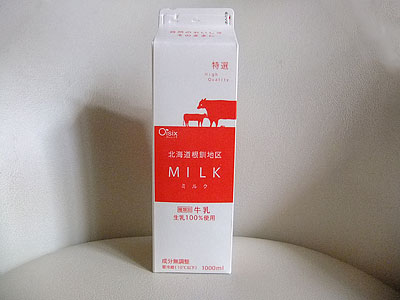 特選
High
Quality
Oisix
北海道根釧地区
MILK
ミルク
種類別 牛乳
生乳100%使用
成分無調整
1000ml